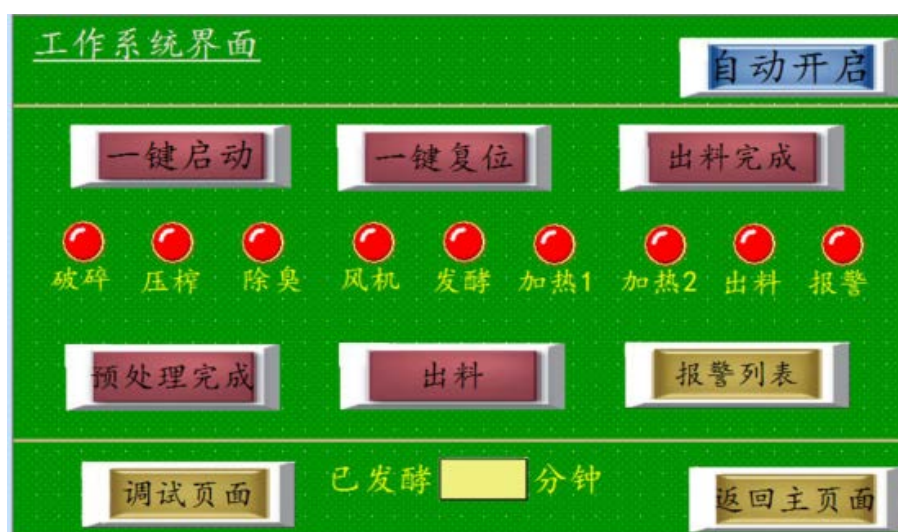 工作系统界面
自动开启
一键启动 一键复位 出料完成
破碎 压榨 除臭 风机 发酵 加热1 加热2 出料 报警
预处理完成 出料 报警列表
调试页面 已发酵 分钟 返回主页面